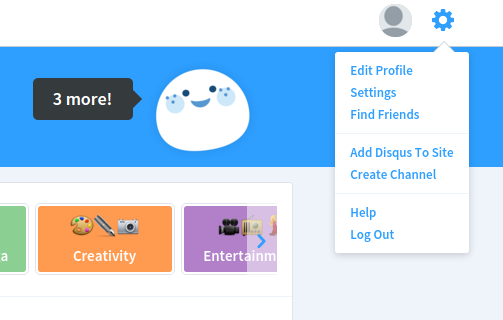 Edit Profile
Settings
Find Friends
Add Disqus To Site
Create Channel
Help
Log Out
3 more!
a
Creativity
Entertainm